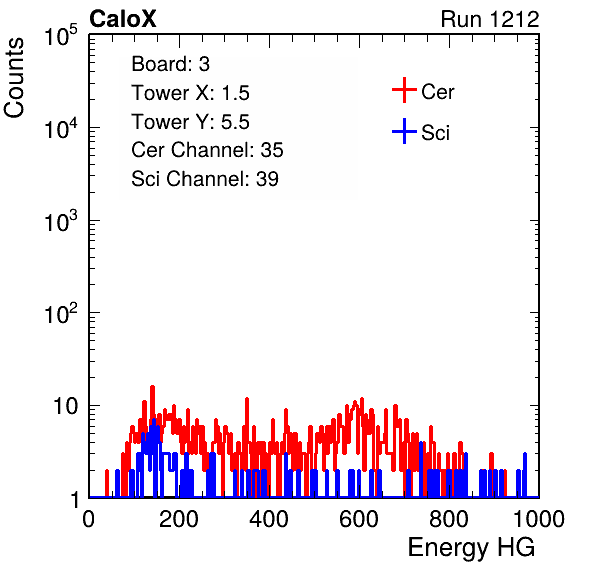 CaloX Run 1212
Board: 3
Tower X: 1.5
Tower Y: 5.5
Cer Channel: 35
Sci Channel: 39
Cer
Sci
Counts
10^5
10^4
10^3
10^2
10
1
0 200 400 600 800 1000
Energy HG